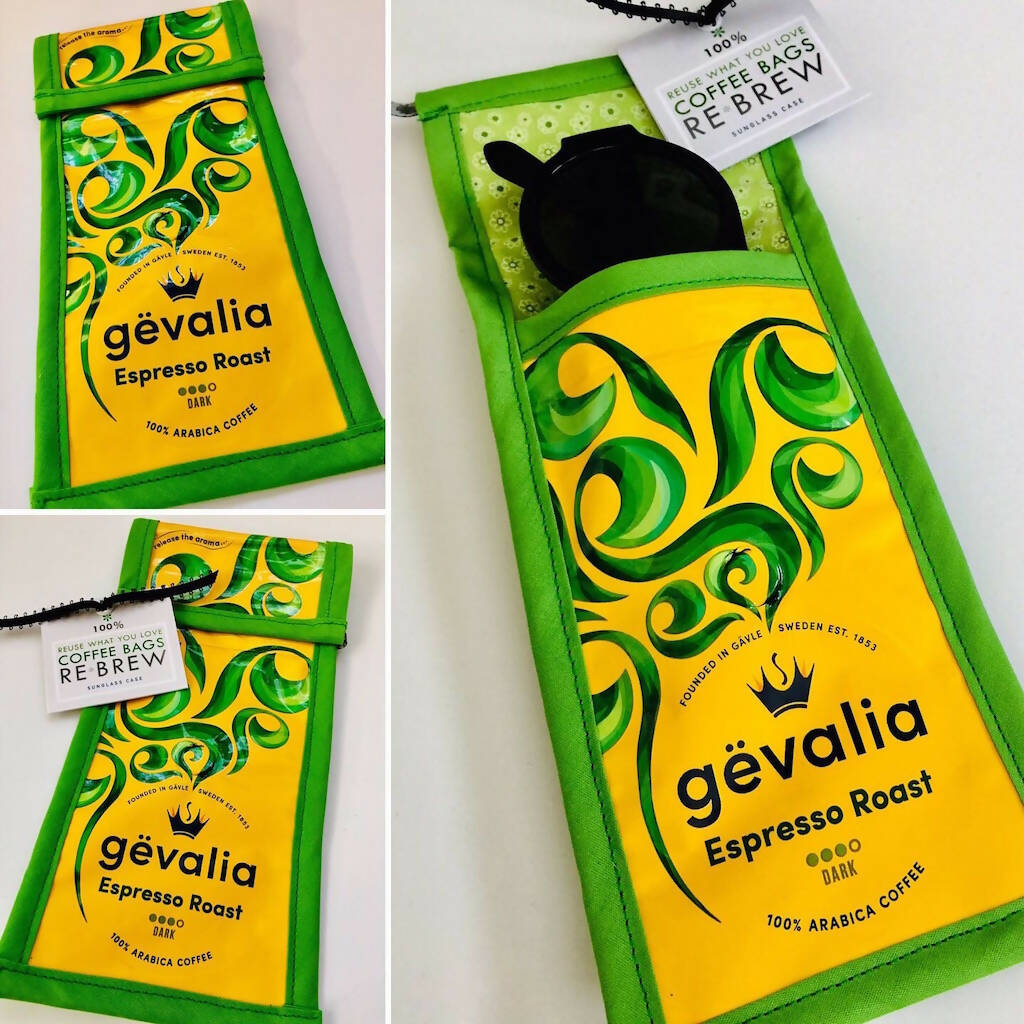 release the aroma
FOUNDED IN GÄVLE SWEDEN EST. 1853
gëvalia
Espresso Roast
DARK
100% ARABICA COFFEE
release the aroma
100%
REUSE WHAT YOU LOVE
COFFEE BAGS
RE*BREW
SUNGLASS CASE
FOUNDED IN GÄVLE SWEDEN EST. 1853
gëvalia
Espresso Roast
DARK
100% ARABICA COFFEE
100%
REUSE WHAT YOU LOVE
COFFEE BAGS
RE*BREW
SUNGLASS CASE
FOUNDED IN GÄVLE SWEDEN EST. 1853
gëvalia
Espresso Roast
DARK
100% ARABICA COFFEE